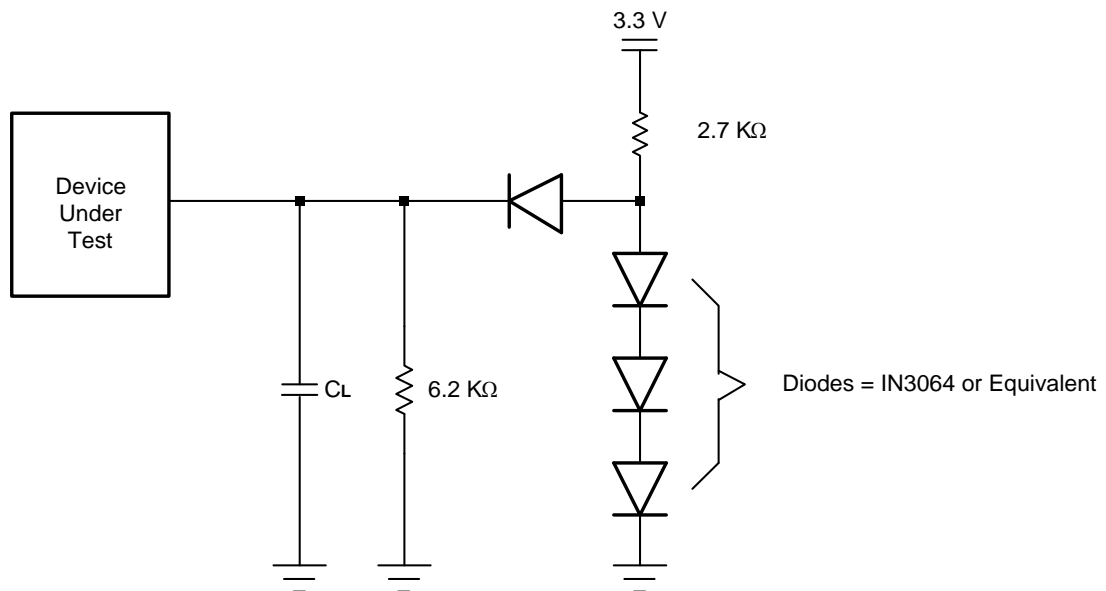 3.3 V
2.7 KΩ
Device
Under
Test
CL
6.2 KΩ
Diodes = IN3064 or Equivalent